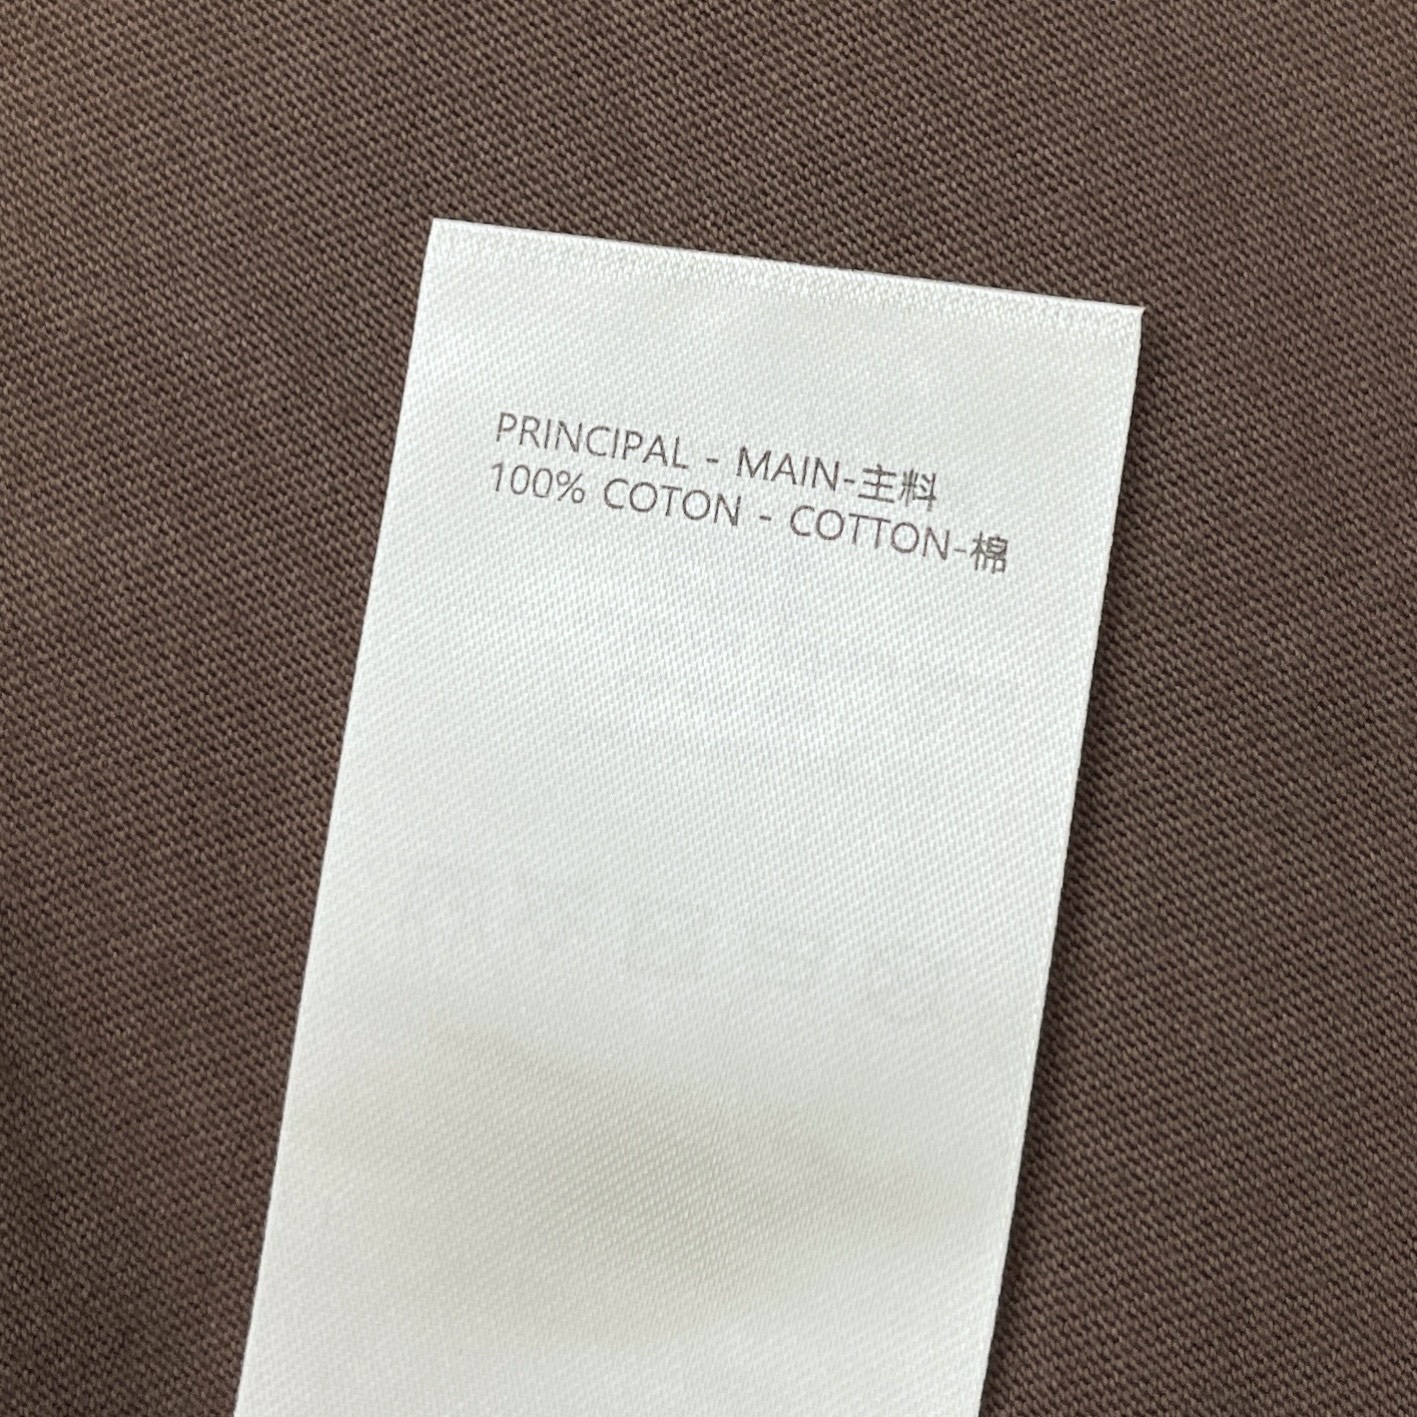 PRINCIPAL - MAIN-主料
100% COTON - COTTON-棉